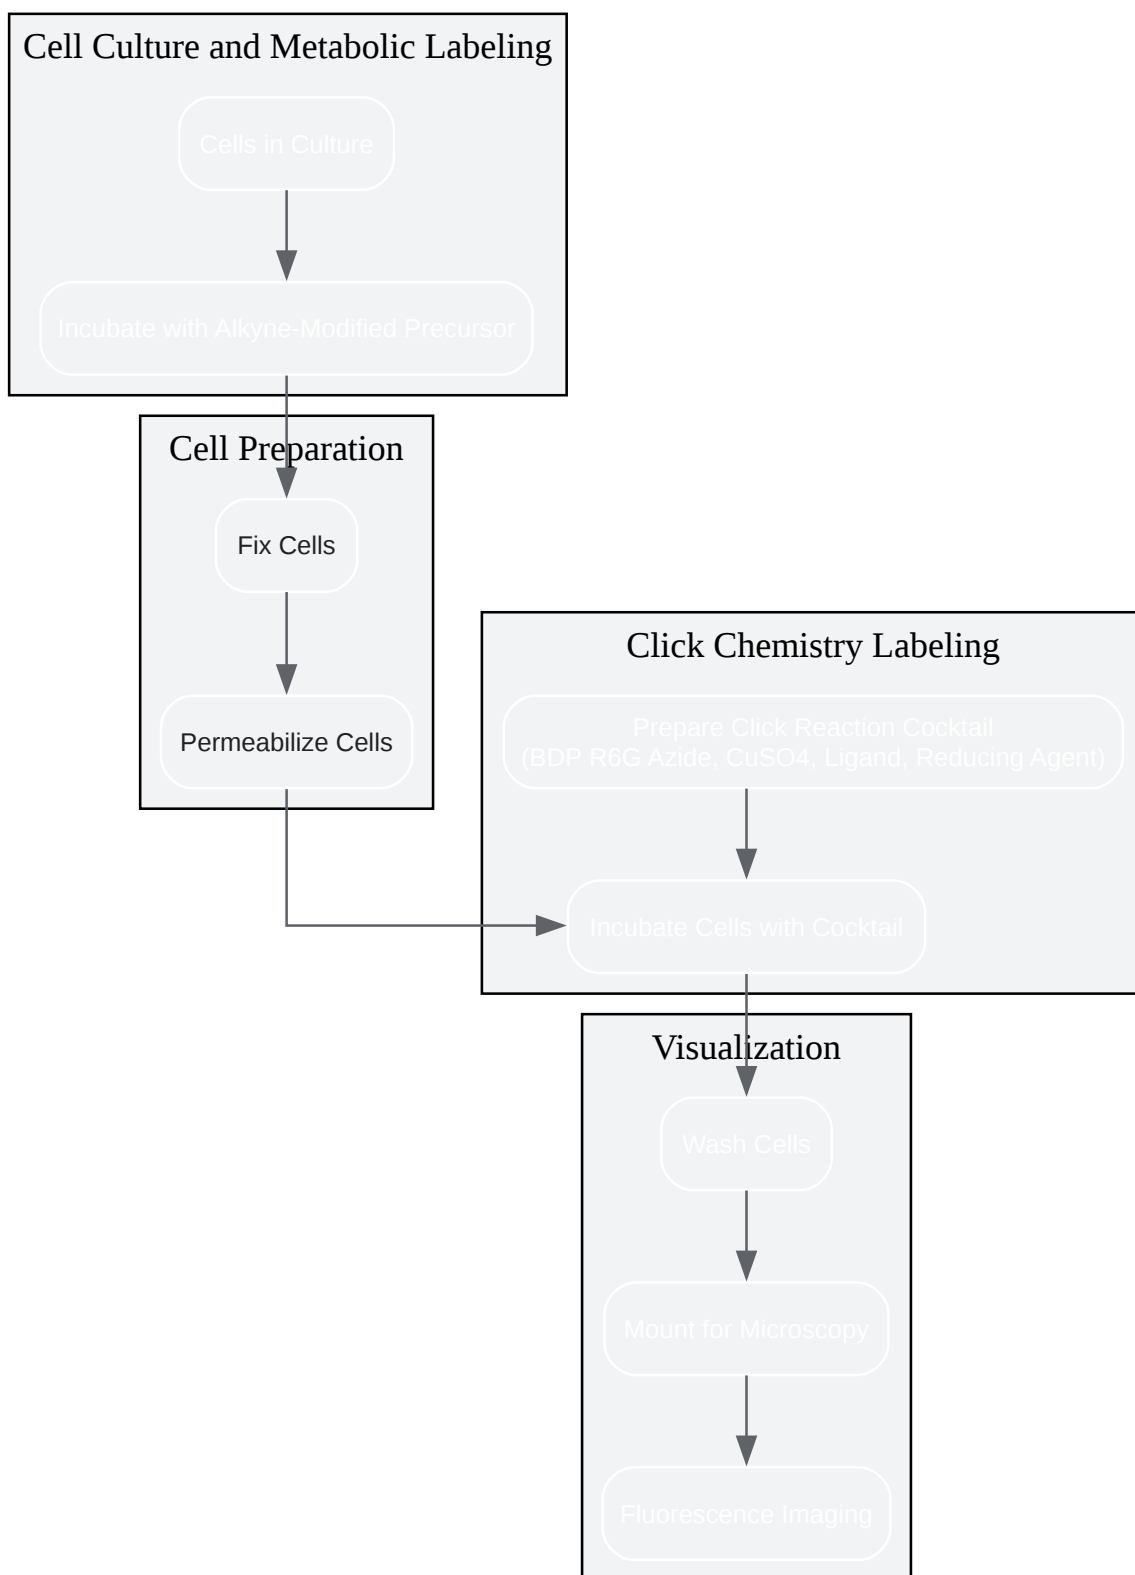 Cell Culture and Metabolic Labeling
Cells in Culture
Incubate with Alkyne-Modified Precursor
Cell Preparation
Fix Cells
Permeabilize Cells
Click Chemistry Labeling
Prepare Click Reaction Cocktail
(BDP R6G Azide, CuSO4, Ligand, Reducing Agent)
Incubate Cells with Cocktail
Visualization
Wash Cells
Mount for Microscopy
Fluorescence Imaging